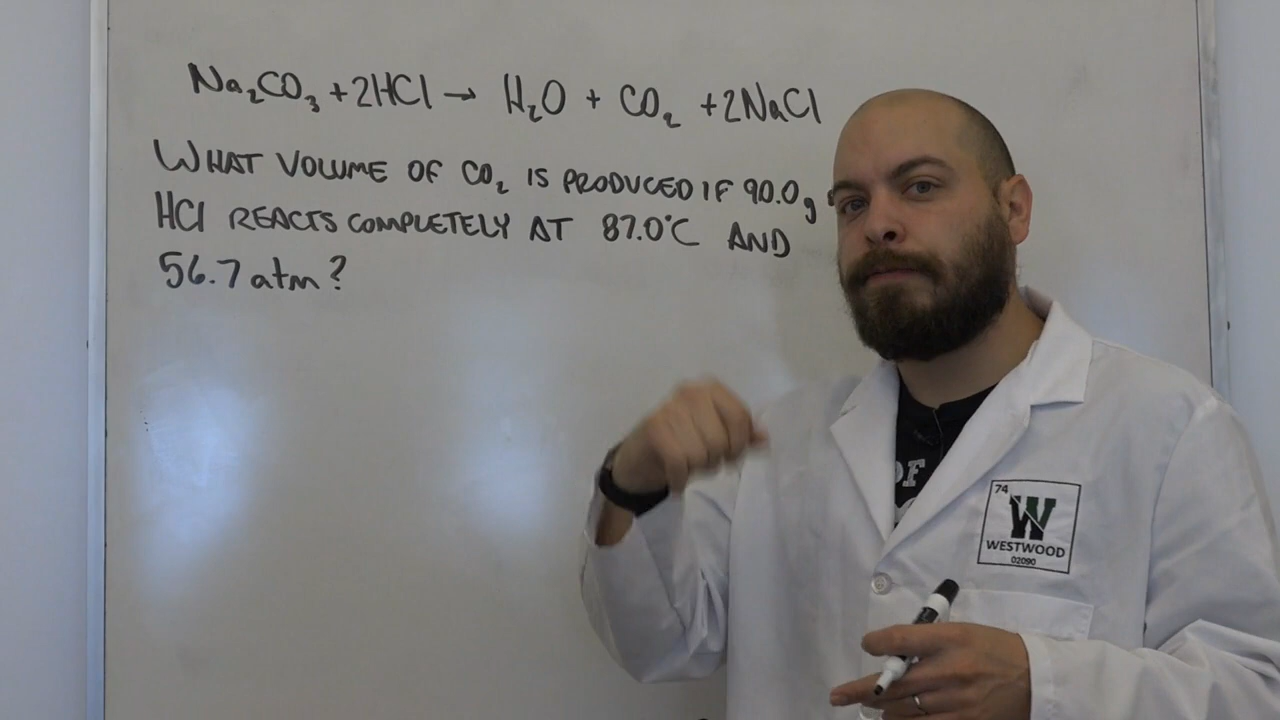 Na₂CO₃ + 2HCl → H₂O + CO₂ + 2NaCl
WHAT VOLUME OF CO₂ IS PRODUCED IF 90.0g
HCl REACTS COMPLETELY AT 87.0°C AND
56.7 atm?
OF
74
W
WESTWOOD
02090